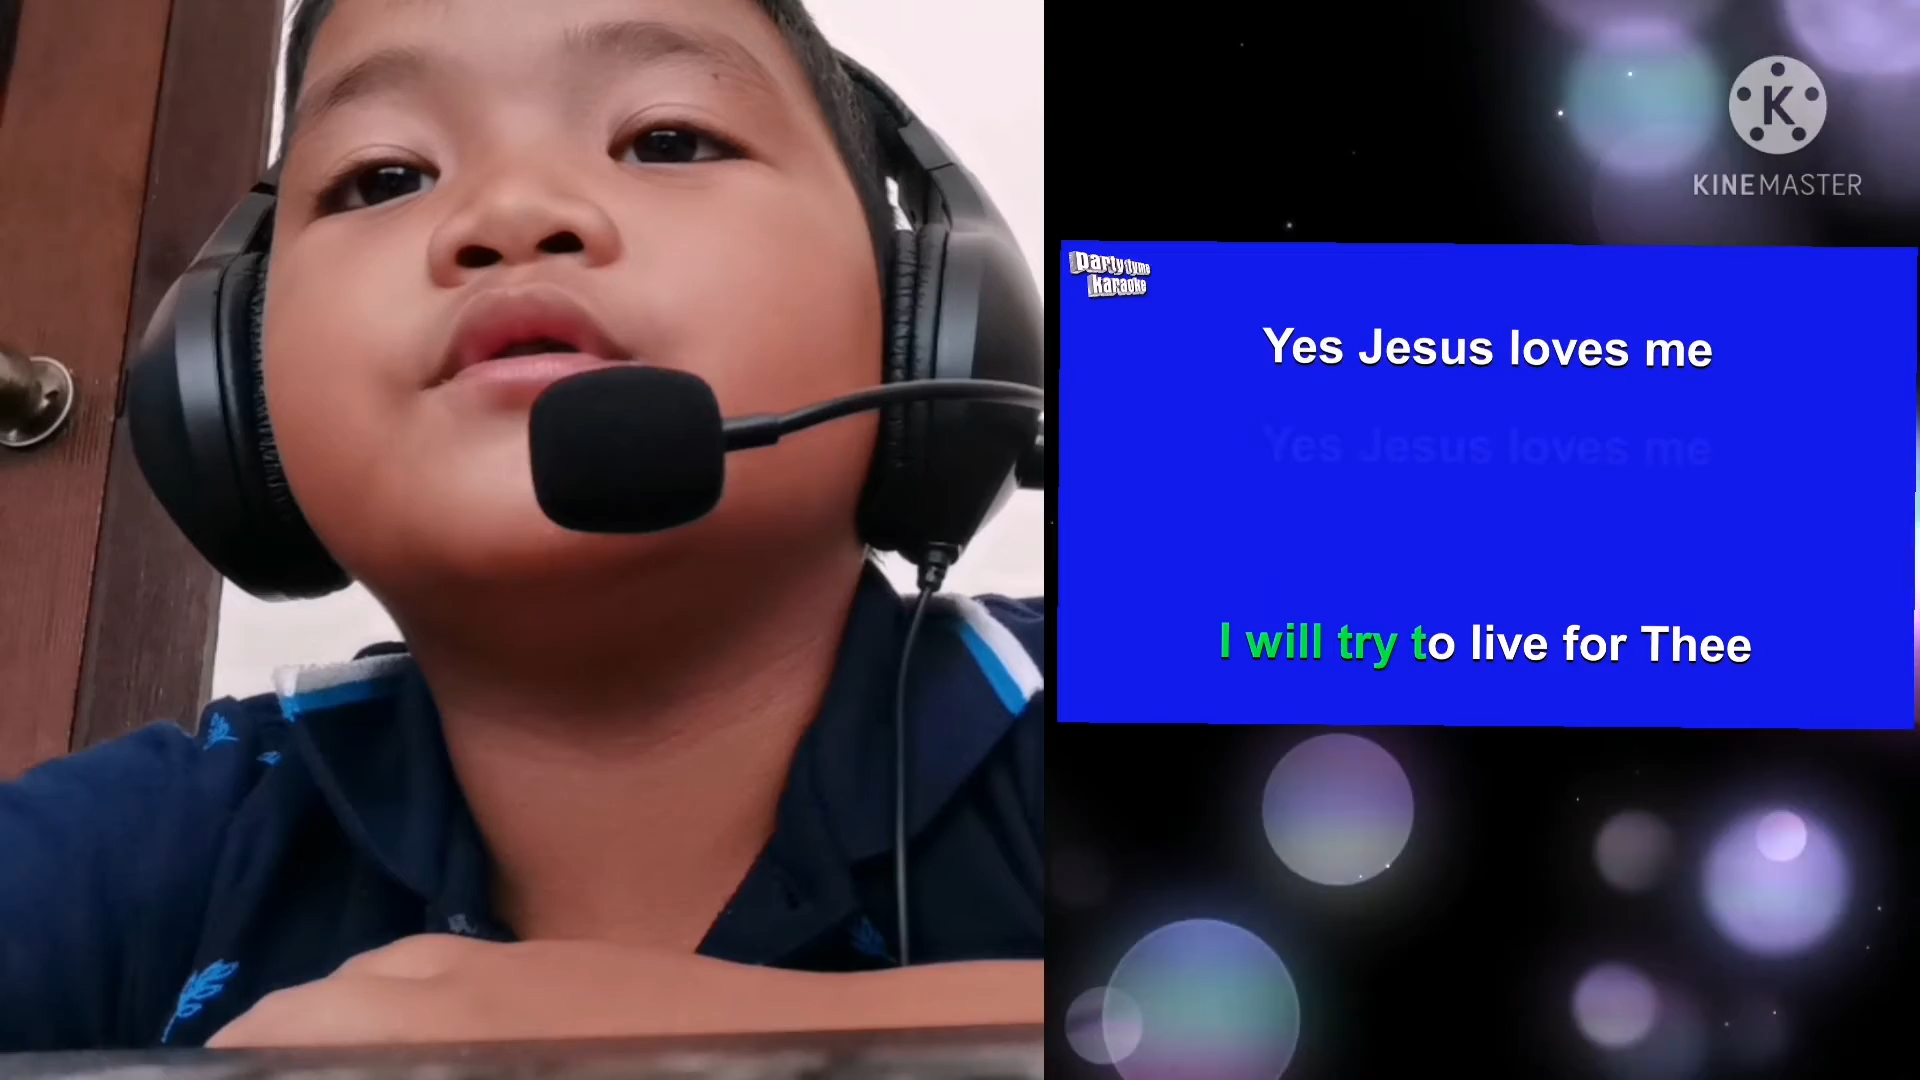 K
KINEMASTER
party tyme
karaoke
Yes Jesus loves me
Yes Jesus loves me
I will try to live for Thee